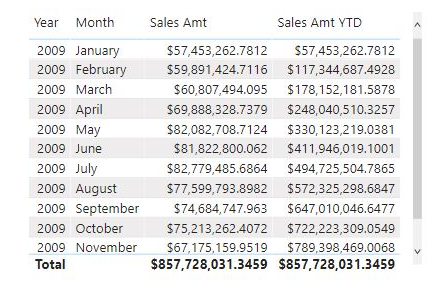 Year Month Sales Amt Sales Amt YTD
2009 January $57,453,262.7812 $57,453,262.7812
2009 February $59,891,424.7116 $117,344,687.4928
2009 March $60,807,494.095 $178,152,181.5878
2009 April $69,888,328.7379 $248,040,510.3257
2009 May $82,082,708.7124 $330,123,219.0381
2009 June $81,822,800.062 $411,946,019.1001
2009 July $82,779,485.6864 $494,725,504.7865
2009 August $77,599,793.8982 $572,325,298.6847
2009 September $74,684,747.963 $647,010,046.6477
2009 October $75,213,262.4072 $722,223,309.0549
2009 November $67,175,159.9519 $789,398,469.0068
Total $857,728,031.3459 $857,728,031.3459